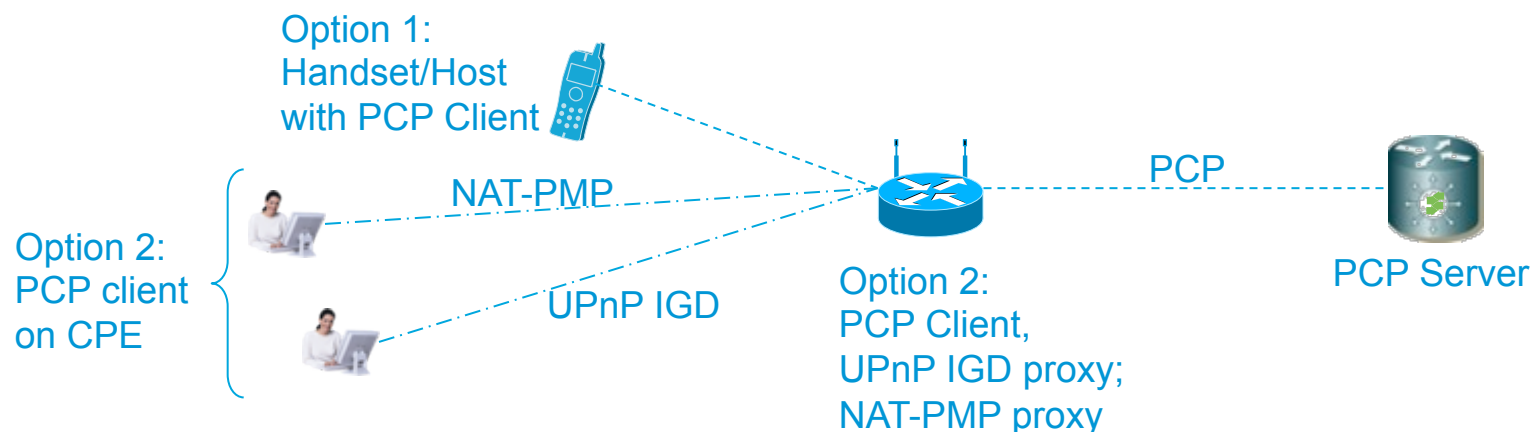 Option 1:
Handset/Host
with PCP Client
NAT-PMP
PCP
Option 2:
PCP client
on CPE
UPnP IGD
Option 2:
PCP Client,
UPnP IGD proxy;
NAT-PMP proxy
PCP Server